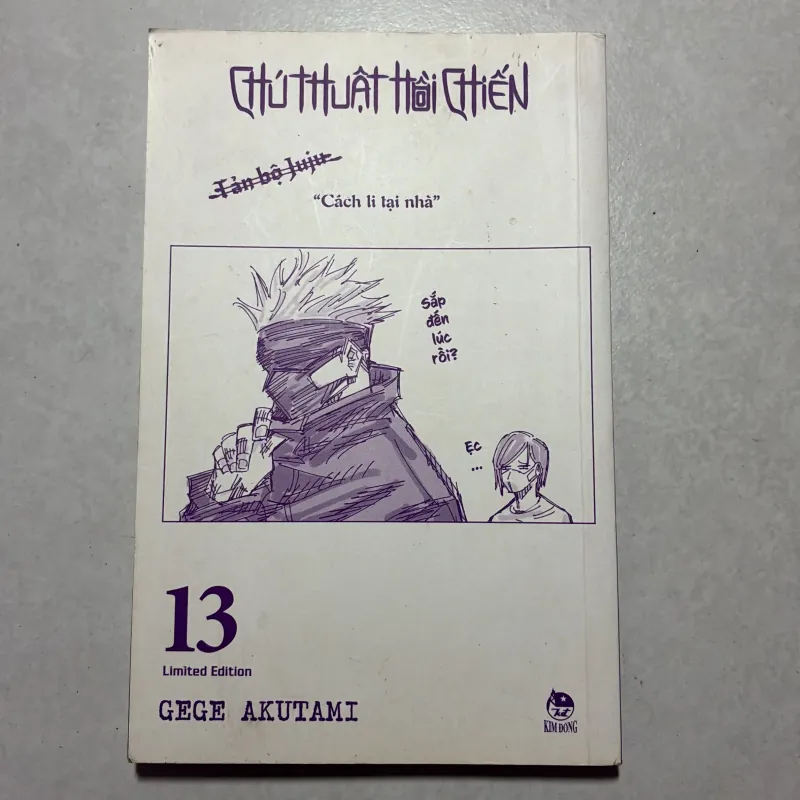 CHÚ THUẬT HỒI CHIẾN
Tản bộ Juju
“Cách li tại nhà”
Sắp
đến
lúc
rồi?
Ẹc
...
13
Limited Edition
GEGE AKUTAMI
KIM ĐỒNG